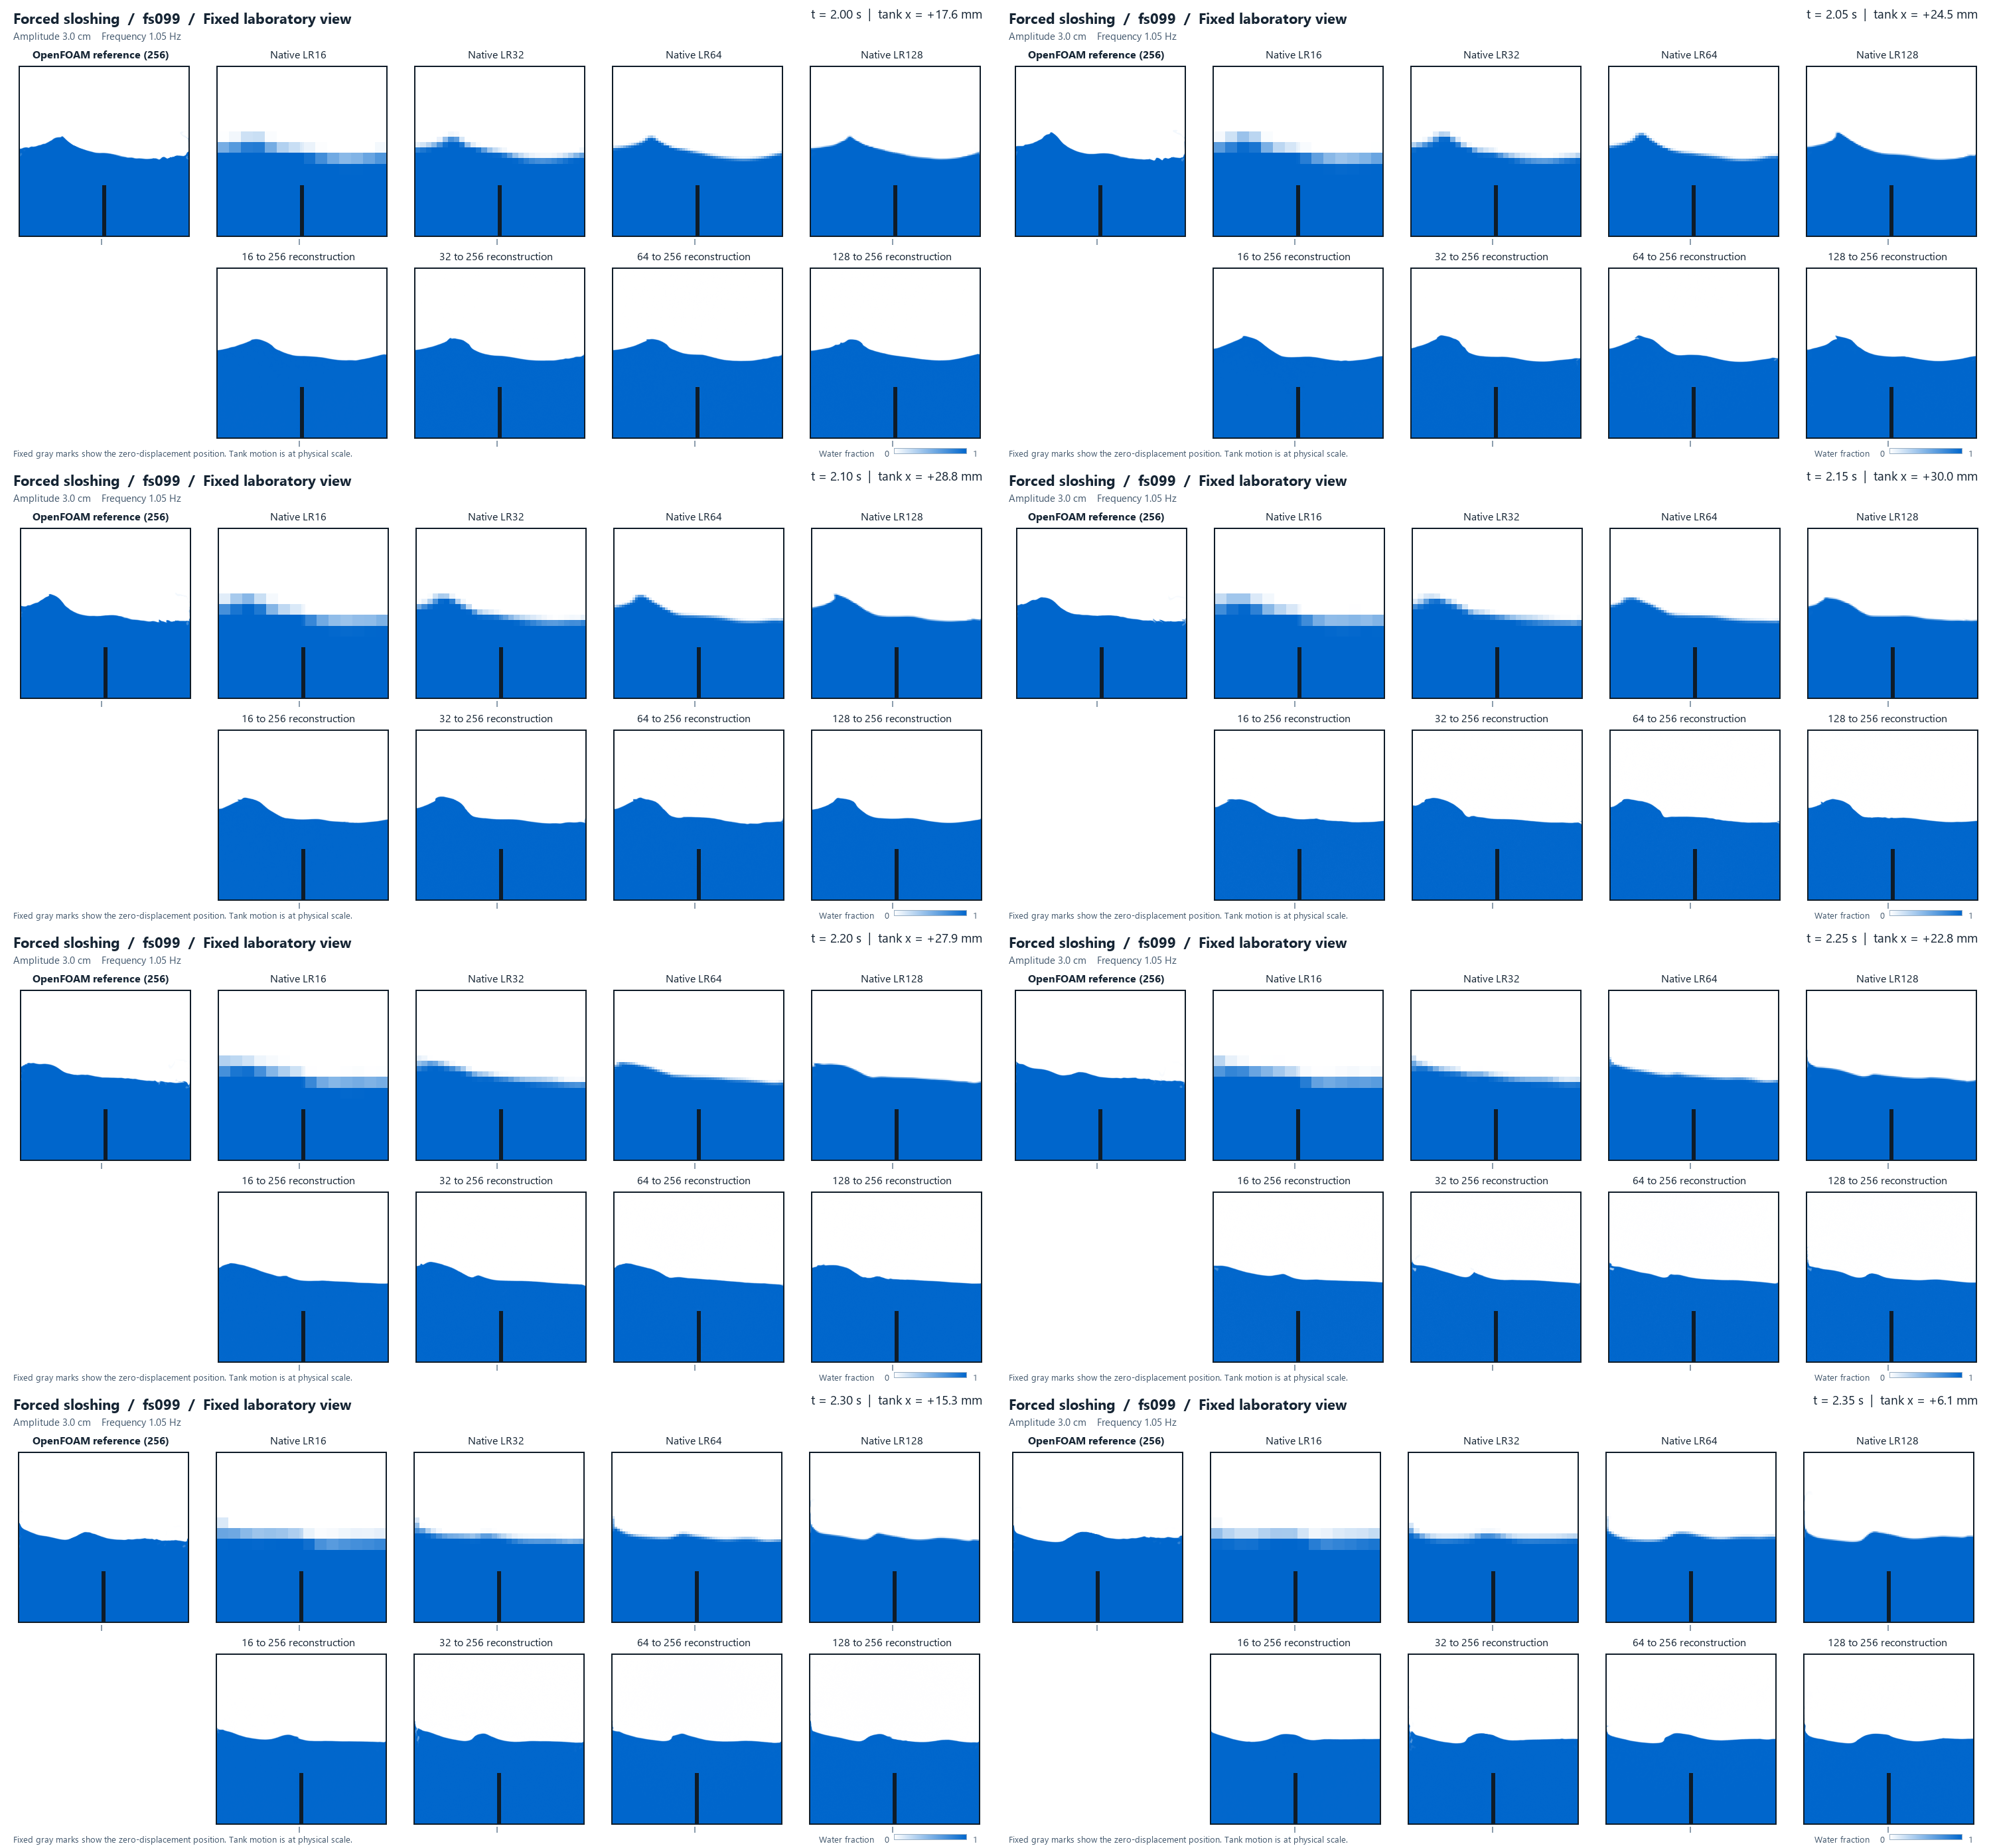 Forced sloshing / fs099 / Fixed laboratory view
t = 2.00 s | tank x = +17.6 mm
Amplitude 3.0 cm Frequency 1.05 Hz
OpenFOAM reference (256) Native LR16 Native LR32 Native LR64 Native LR128
16 to 256 reconstruction 32 to 256 reconstruction 64 to 256 reconstruction 128 to 256 reconstruction
Fixed gray marks show the zero-displacement position. Tank motion is at physical scale.
Water fraction 0 1
Forced sloshing / fs099 / Fixed laboratory view
t = 2.05 s | tank x = +24.5 mm
Amplitude 3.0 cm Frequency 1.05 Hz
OpenFOAM reference (256) Native LR16 Native LR32 Native LR64 Native LR128
16 to 256 reconstruction 32 to 256 reconstruction 64 to 256 reconstruction 128 to 256 reconstruction
Fixed gray marks show the zero-displacement position. Tank motion is at physical scale.
Water fraction 0 1
Forced sloshing / fs099 / Fixed laboratory view
t = 2.10 s | tank x = +28.8 mm
Amplitude 3.0 cm Frequency 1.05 Hz
OpenFOAM reference (256) Native LR16 Native LR32 Native LR64 Native LR128
16 to 256 reconstruction 32 to 256 reconstruction 64 to 256 reconstruction 128 to 256 reconstruction
Fixed gray marks show the zero-displacement position. Tank motion is at physical scale.
Water fraction 0 1
Forced sloshing / fs099 / Fixed laboratory view
t = 2.15 s | tank x = +30.0 mm
Amplitude 3.0 cm Frequency 1.05 Hz
OpenFOAM reference (256) Native LR16 Native LR32 Native LR64 Native LR128
16 to 256 reconstruction 32 to 256 reconstruction 64 to 256 reconstruction 128 to 256 reconstruction
Fixed gray marks show the zero-displacement position. Tank motion is at physical scale.
Water fraction 0 1
Forced sloshing / fs099 / Fixed laboratory view
t = 2.20 s | tank x = +27.9 mm
Amplitude 3.0 cm Frequency 1.05 Hz
OpenFOAM reference (256) Native LR16 Native LR32 Native LR64 Native LR128
16 to 256 reconstruction 32 to 256 reconstruction 64 to 256 reconstruction 128 to 256 reconstruction
Fixed gray marks show the zero-displacement position. Tank motion is at physical scale.
Water fraction 0 1
Forced sloshing / fs099 / Fixed laboratory view
t = 2.25 s | tank x = +22.8 mm
Amplitude 3.0 cm Frequency 1.05 Hz
OpenFOAM reference (256) Native LR16 Native LR32 Native LR64 Native LR128
16 to 256 reconstruction 32 to 256 reconstruction 64 to 256 reconstruction 128 to 256 reconstruction
Fixed gray marks show the zero-displacement position. Tank motion is at physical scale.
Water fraction 0 1
Forced sloshing / fs099 / Fixed laboratory view
t = 2.30 s | tank x = +15.3 mm
Amplitude 3.0 cm Frequency 1.05 Hz
OpenFOAM reference (256) Native LR16 Native LR32 Native LR64 Native LR128
16 to 256 reconstruction 32 to 256 reconstruction 64 to 256 reconstruction 128 to 256 reconstruction
Fixed gray marks show the zero-displacement position. Tank motion is at physical scale.
Water fraction 0 1
Forced sloshing / fs099 / Fixed laboratory view
t = 2.35 s | tank x = +6.1 mm
Amplitude 3.0 cm Frequency 1.05 Hz
OpenFOAM reference (256) Native LR16 Native LR32 Native LR64 Native LR128
16 to 256 reconstruction 32 to 256 reconstruction 64 to 256 reconstruction 128 to 256 reconstruction
Fixed gray marks show the zero-displacement position. Tank motion is at physical scale.
Water fraction 0 1